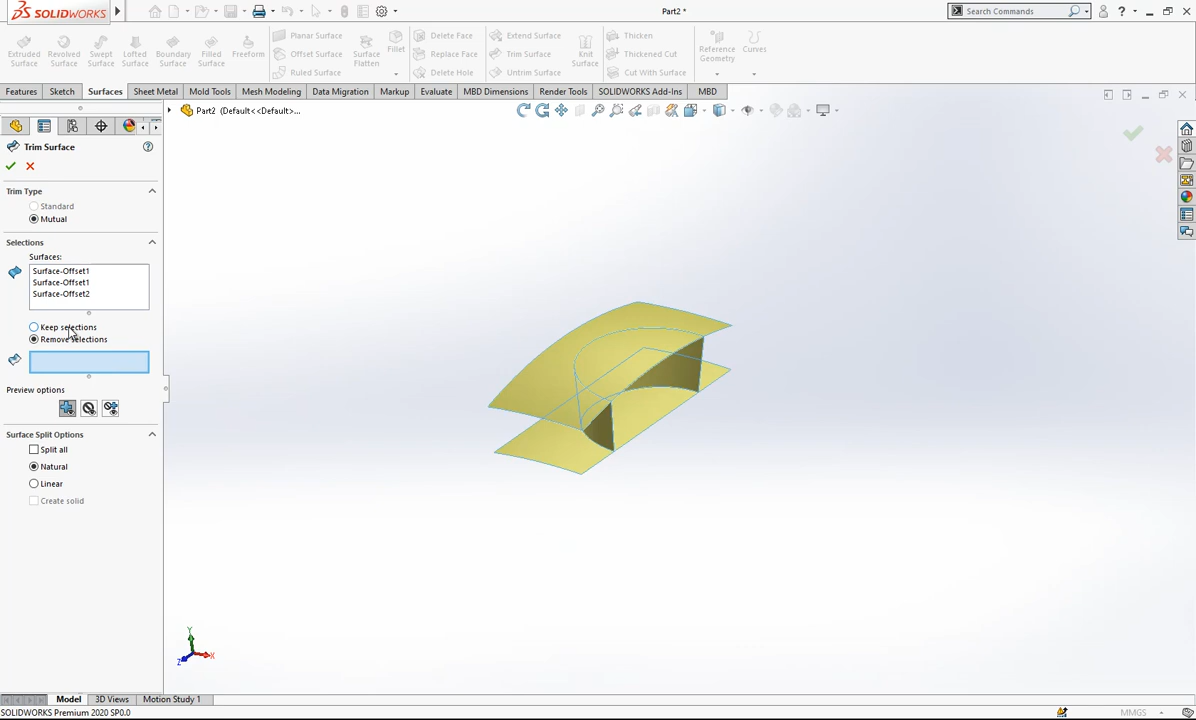 SOLIDWORKS
Part2 *
Search Commands
Extruded Surface
Revolved Surface
Swept Surface
Lofted Surface
Boundary Surface
Filled Surface
Freeform
Planar Surface
Offset Surface
Ruled Surface
Surface Flatten
Fillet
Delete Face
Replace Face
Delete Hole
Extend Surface
Trim Surface
Untrim Surface
Knit Surface
Thicken
Thickened Cut
Cut With Surface
Reference Geometry
Curves
Features
Sketch
Surfaces
Sheet Metal
Mold Tools
Mesh Modeling
Data Migration
Markup
Evaluate
MBD Dimensions
Render Tools
SOLIDWORKS Add-Ins
MBD
Part2 (Default<<Default>...
Trim Surface
Trim Type
Standard
Mutual
Selections
Surfaces:
Surface-Offset1
Surface-Offset1
Surface-Offset2
Keep selections
Remove selections
Preview options
Surface Split Options
Split all
Natural
Linear
Create solid
Y
Z
X
Model
3D Views
Motion Study 1
SOLIDWORKS Premium 2020 SP0.0
MMGS